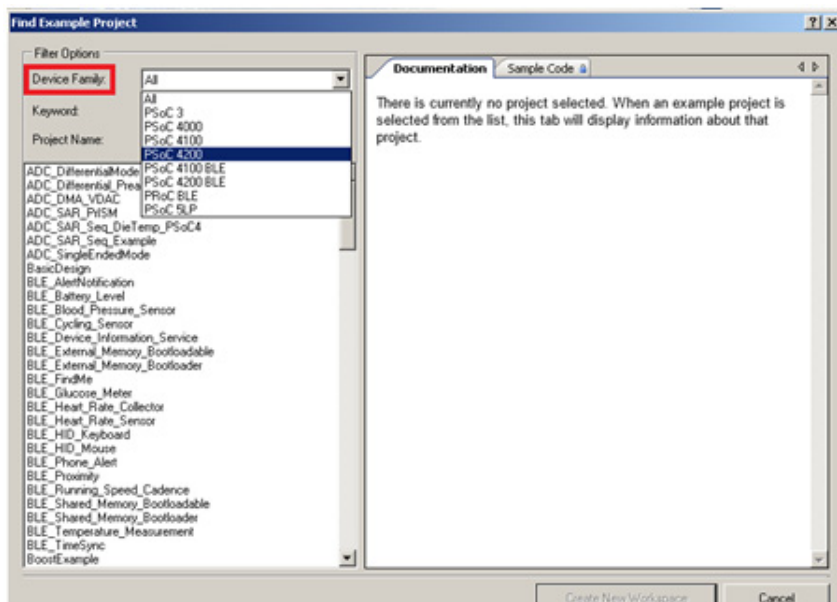 Find Example Project
Filter Options
Device Family:
All
Keyword:
Project Name:
All
PSoC 3
PSoC 4000
PSoC 4100
PSoC 4200
PSoC 4100 BLE
PSoC 4200 BLE
PRoC BLE
PSoC 5LP
ADC_DifferentialMode
ADC_Differential_Prea
ADC_DMA_VDAC
ADC_SAR_PrISM
ADC_SAR_Seq_DieTemp_PSoC4
ADC_SAR_Seq_Example
ADC_SingleEndedMode
BasicDesign
BLE_AlertNotification
BLE_Battery_Level
BLE_Blood_Pressure_Sensor
BLE_Cycling_Sensor
BLE_Device_Information_Service
BLE_External_Memory_Bootloadable
BLE_External_Memory_Bootloader
BLE_FindMe
BLE_Glucose_Meter
BLE_Heart_Rate_Collector
BLE_Heart_Rate_Sensor
BLE_HID_Keyboard
BLE_HID_Mouse
BLE_Phone_Alert
BLE_Proximity
BLE_Running_Speed_Cadence
BLE_Shared_Memory_Bootloadable
BLE_Shared_Memory_Bootloader
BLE_Temperature_Measurement
BLE_TimeSync
BoostExample
Documentation
Sample Code
There is currently no project selected. When an example project is
selected from the list, this tab will display information about that
project.
Create New Workspace
Cancel